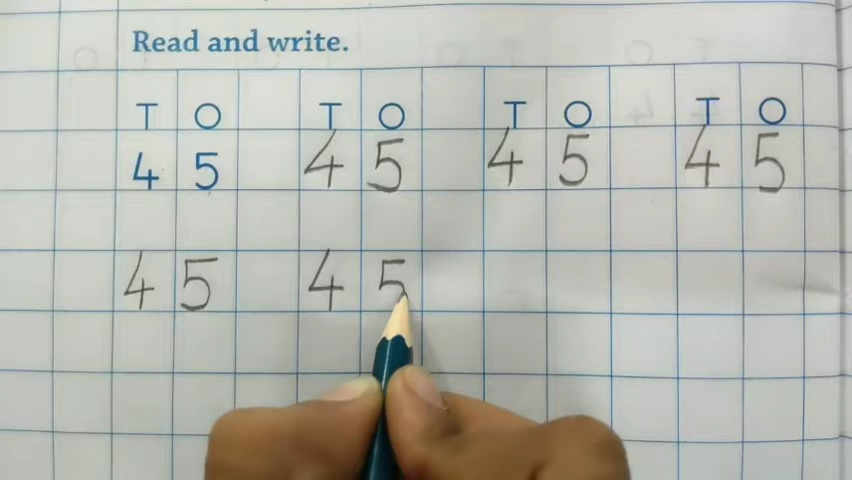 Read and write.
T O T O T O T O
4 5 4 5 4 5 4 5
4 5 4 5